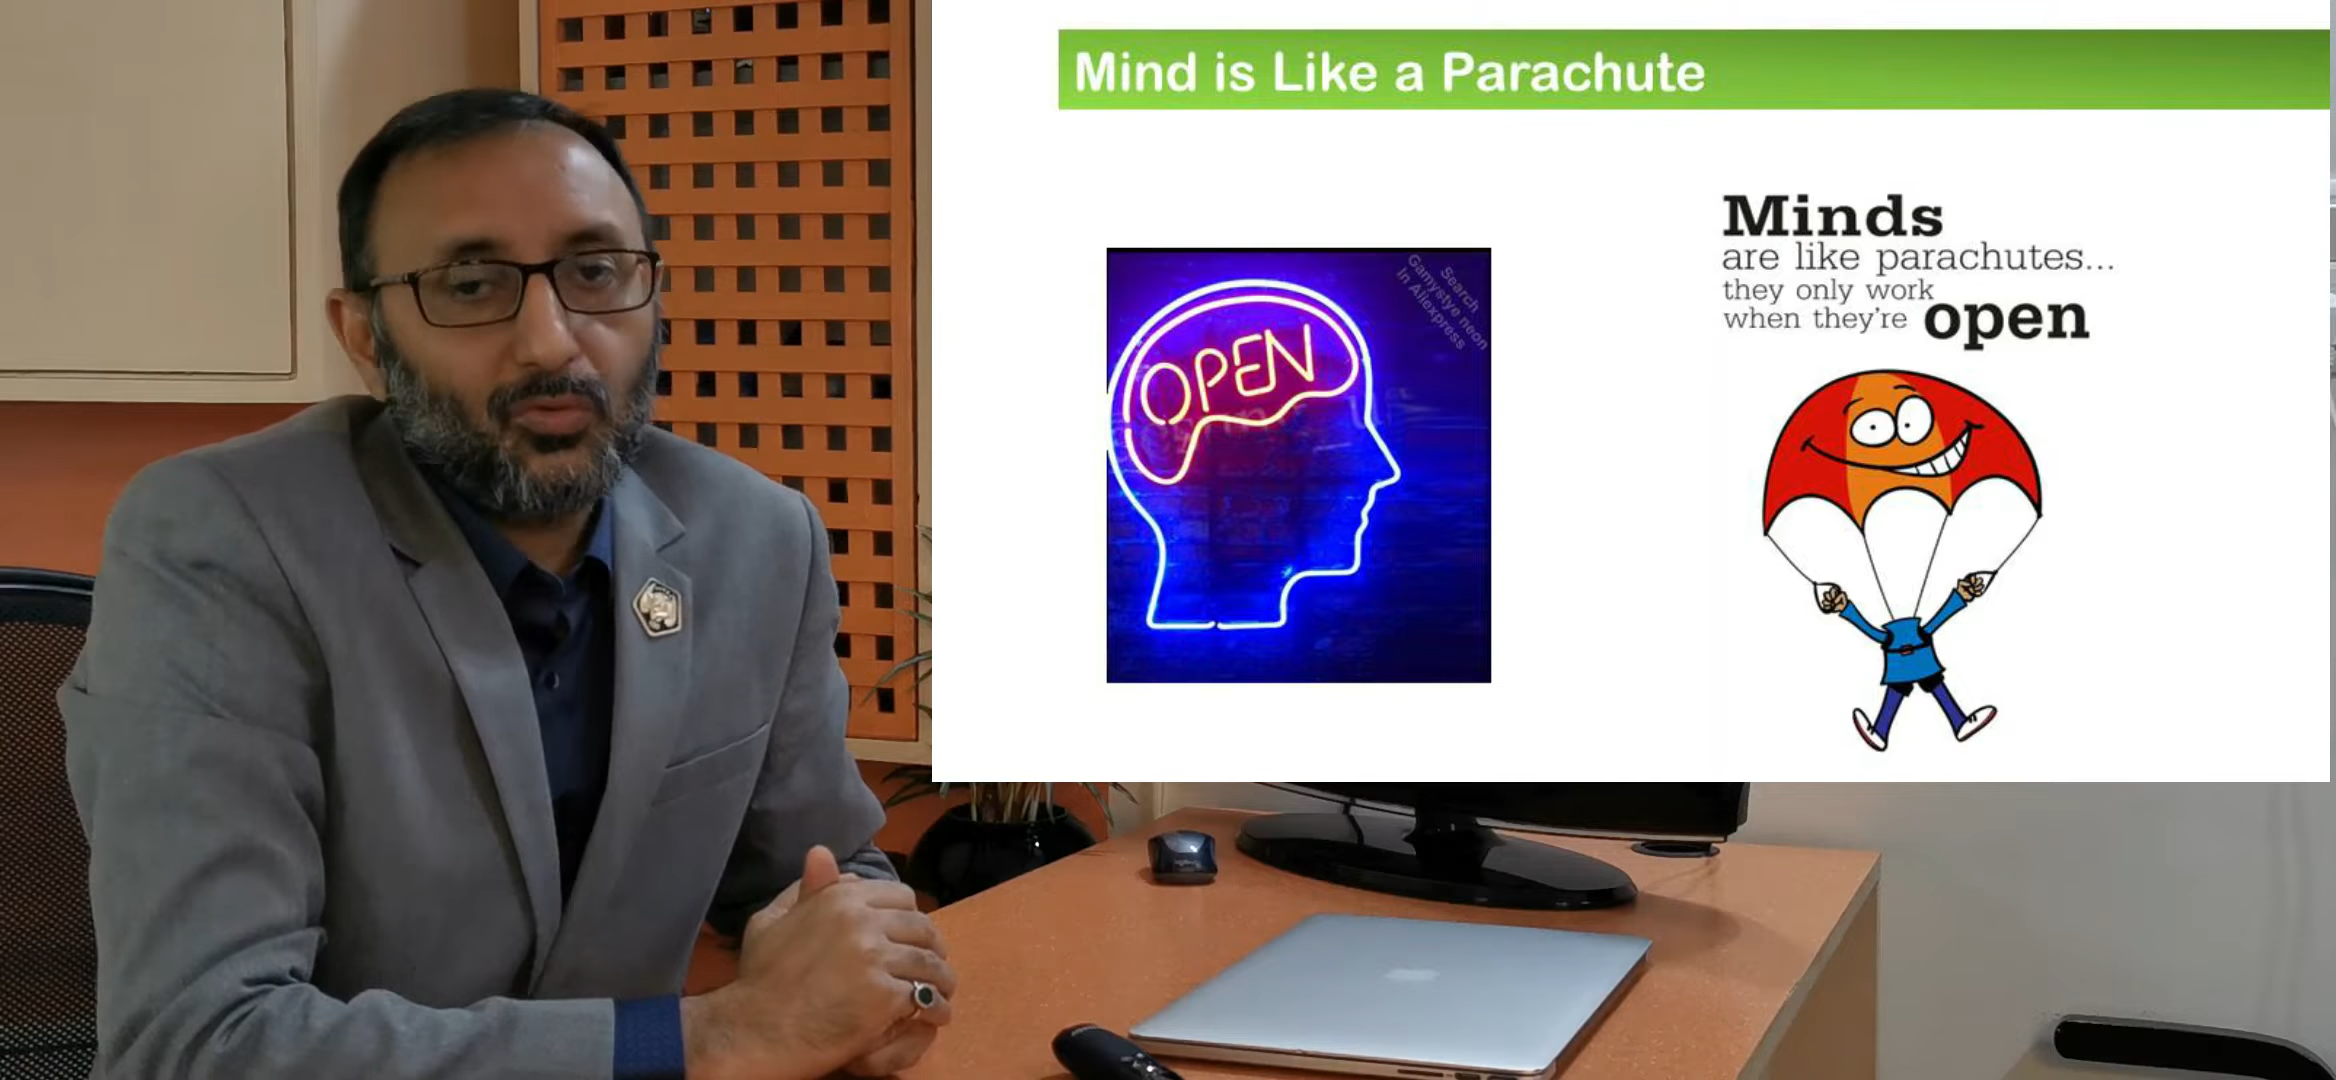 Mind is Like a Parachute
Search
Gamystye neon
In Aliexpress
OPEN
Minds
are like parachutes...
they only work
when they're open